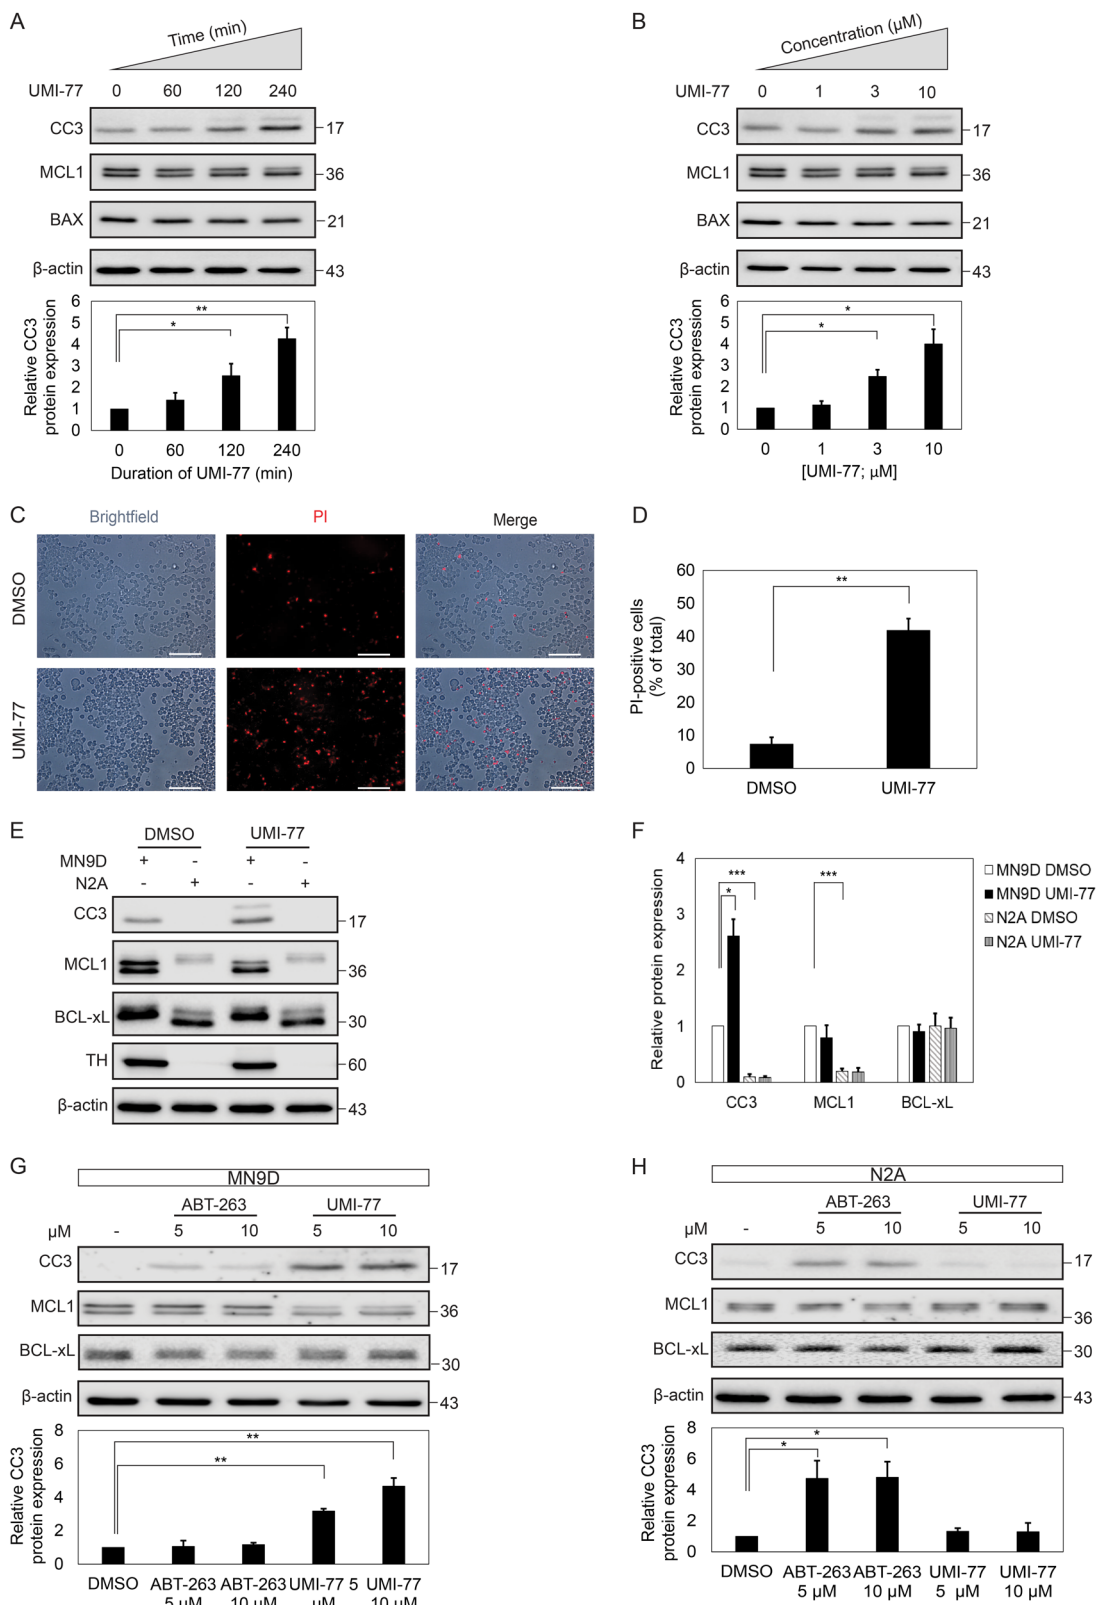 A
Time (min)
UMI-77 0 60 120 240
CC3 17
MCL1 36
BAX 21
β-actin 43
Relative CC3
protein expression
6
5
4
3
2
1
0
**
*
0 60 120 240
Duration of UMI-77 (min)
B
Concentration (µM)
UMI-77 0 1 3 10
CC3 17
MCL1 36
BAX 21
β-actin 43
Relative CC3
protein expression
6
5
4
3
2
1
0
*
*
0 1 3 10
[UMI-77; µM]
C
Brightfield PI Merge
DMSO
UMI-77
D
PI-positive cells
(% of total)
60
50
40
30
20
10
0
**
DMSO UMI-77
E
DMSO UMI-77
MN9D + - + -
N2A - + - +
CC3 17
MCL1 36
BCL-xL 30
TH 60
β-actin 43
F
Relative protein expression
4
3
2
1
0
***
*
***
CC3 MCL1 BCL-xL
MN9D DMSO
MN9D UMI-77
N2A DMSO
N2A UMI-77
G
MN9D
ABT-263 UMI-77
µM - 5 10 5 10
CC3 17
MCL1 36
BCL-xL 30
β-actin 43
Relative CC3
protein expression
8
6
4
2
0
**
**
DMSO ABT-263 ABT-263 UMI-77 5 UMI-77
5 µM 10 µM µM 10 µM
H
N2A
ABT-263 UMI-77
µM - 5 10 5 10
CC3 17
MCL1 36
BCL-xL 30
β-actin 43
Relative CC3
protein expression
8
6
4
2
0
*
*
DMSO ABT-263 ABT-263 UMI-77 UMI-77
5 µM 10 µM 5 µM 10 µM